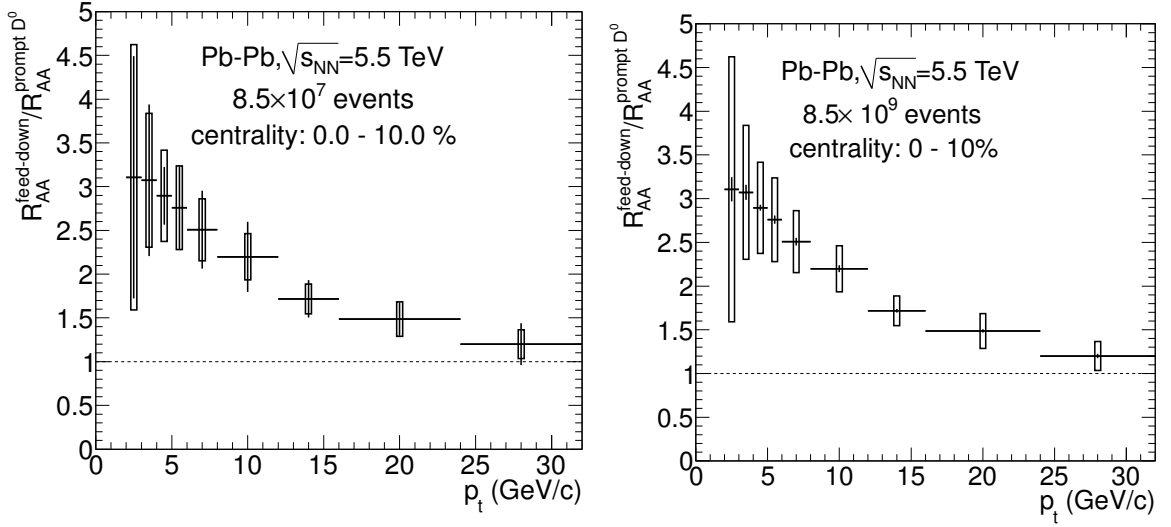 R_AA^feed-down/R_AA^prompt D^0
5
4.5
4
3.5
3
2.5
2
1.5
1
0.5
0
Pb-Pb,√s_NN=5.5 TeV
8.5×10^7 events
centrality: 0.0 - 10.0 %
0 5 10 15 20 25 30
p_t (GeV/c)
R_AA^feed-down/R_AA^prompt D^0
5
4.5
4
3.5
3
2.5
2
1.5
1
0.5
0
Pb-Pb,√s_NN=5.5 TeV
8.5× 10^9 events
centrality: 0 - 10%
0 5 10 15 20 25 30
p_t (GeV/c)